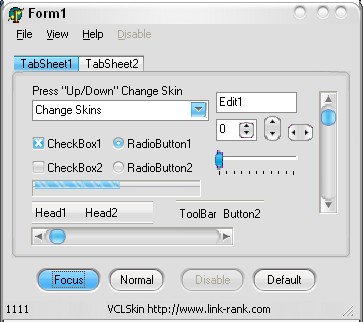 Form1
File View Help Disable
TabSheet1 TabSheet2
Press "Up/Down" Change Skin
Change Skins
Edit1
0
CheckBox1 RadioButton1
CheckBox2 RadioButton2
Head1 Head2 ToolBar Button2
Focus Normal Disable Default
1111 VCLSkin http://www.link-rank.com